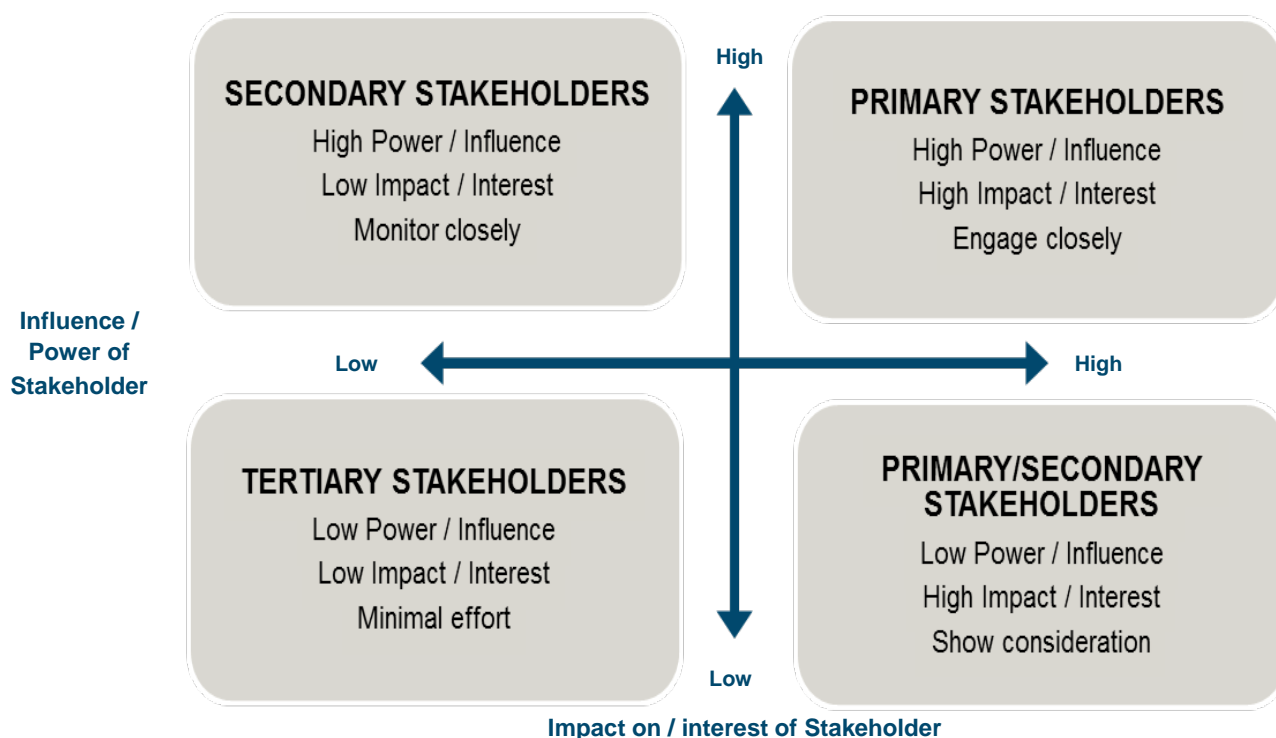 High
SECONDARY STAKEHOLDERS
High Power / Influence
Low Impact / Interest
Monitor closely
PRIMARY STAKEHOLDERS
High Power / Influence
High Impact / Interest
Engage closely
Influence /
Power of
Stakeholder
Low
High
TERTIARY STAKEHOLDERS
Low Power / Influence
Low Impact / Interest
Minimal effort
PRIMARY/SECONDARY
STAKEHOLDERS
Low Power / Influence
High Impact / Interest
Show consideration
Low
Impact on / interest of Stakeholder